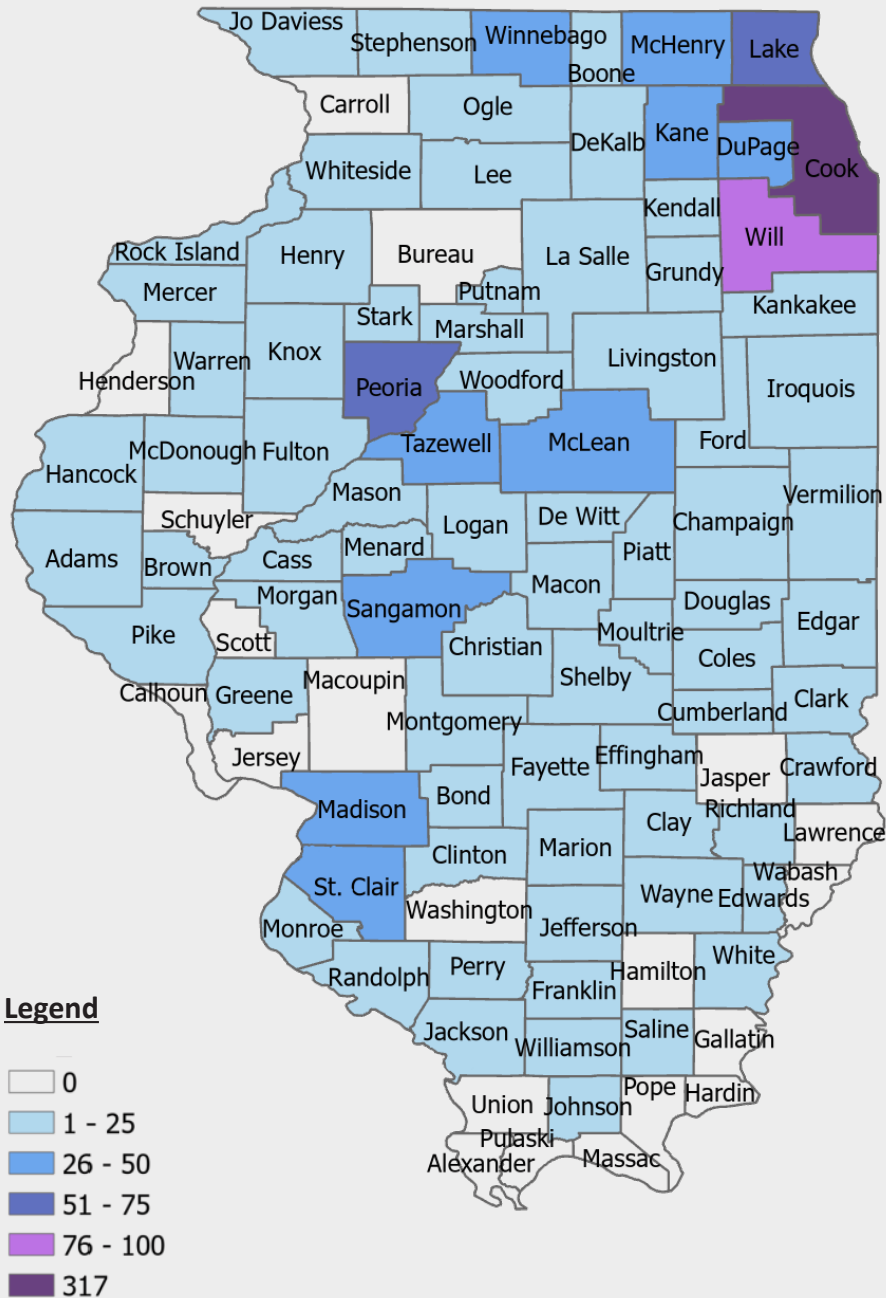 Jo Daviess
Stephenson
Winnebago
Boone
McHenry
Lake
Carroll
Ogle
DeKalb
Kane
DuPage
Cook
Whiteside
Lee
Kendall
Will
Rock Island
Henry
Bureau
La Salle
Grundy
Mercer
Putnam
Kankakee
Stark
Marshall
Henderson
Warren
Knox
Peoria
Woodford
Livingston
Iroquois
Hancock
McDonough
Fulton
Tazewell
McLean
Ford
Vermilion
Mason
Schuyler
Logan
De Witt
Champaign
Adams
Brown
Cass
Menard
Piatt
Macon
Morgan
Sangamon
Douglas
Edgar
Pike
Scott
Christian
Moultrie
Coles
Shelby
Calhoun
Greene
Macoupin
Montgomery
Cumberland
Clark
Jersey
Fayette
Effingham
Jasper
Crawford
Madison
Bond
Clay
Richland
Lawrence
Clinton
Marion
Wabash
St. Clair
Wayne
Edwards
Washington
Monroe
Jefferson
White
Randolph
Perry
Franklin
Hamilton
Jackson
Williamson
Saline
Gallatin
Union
Johnson
Pope
Hardin
Pulaski
Alexander
Massac
Legend
0
1 - 25
26 - 50
51 - 75
76 - 100
317